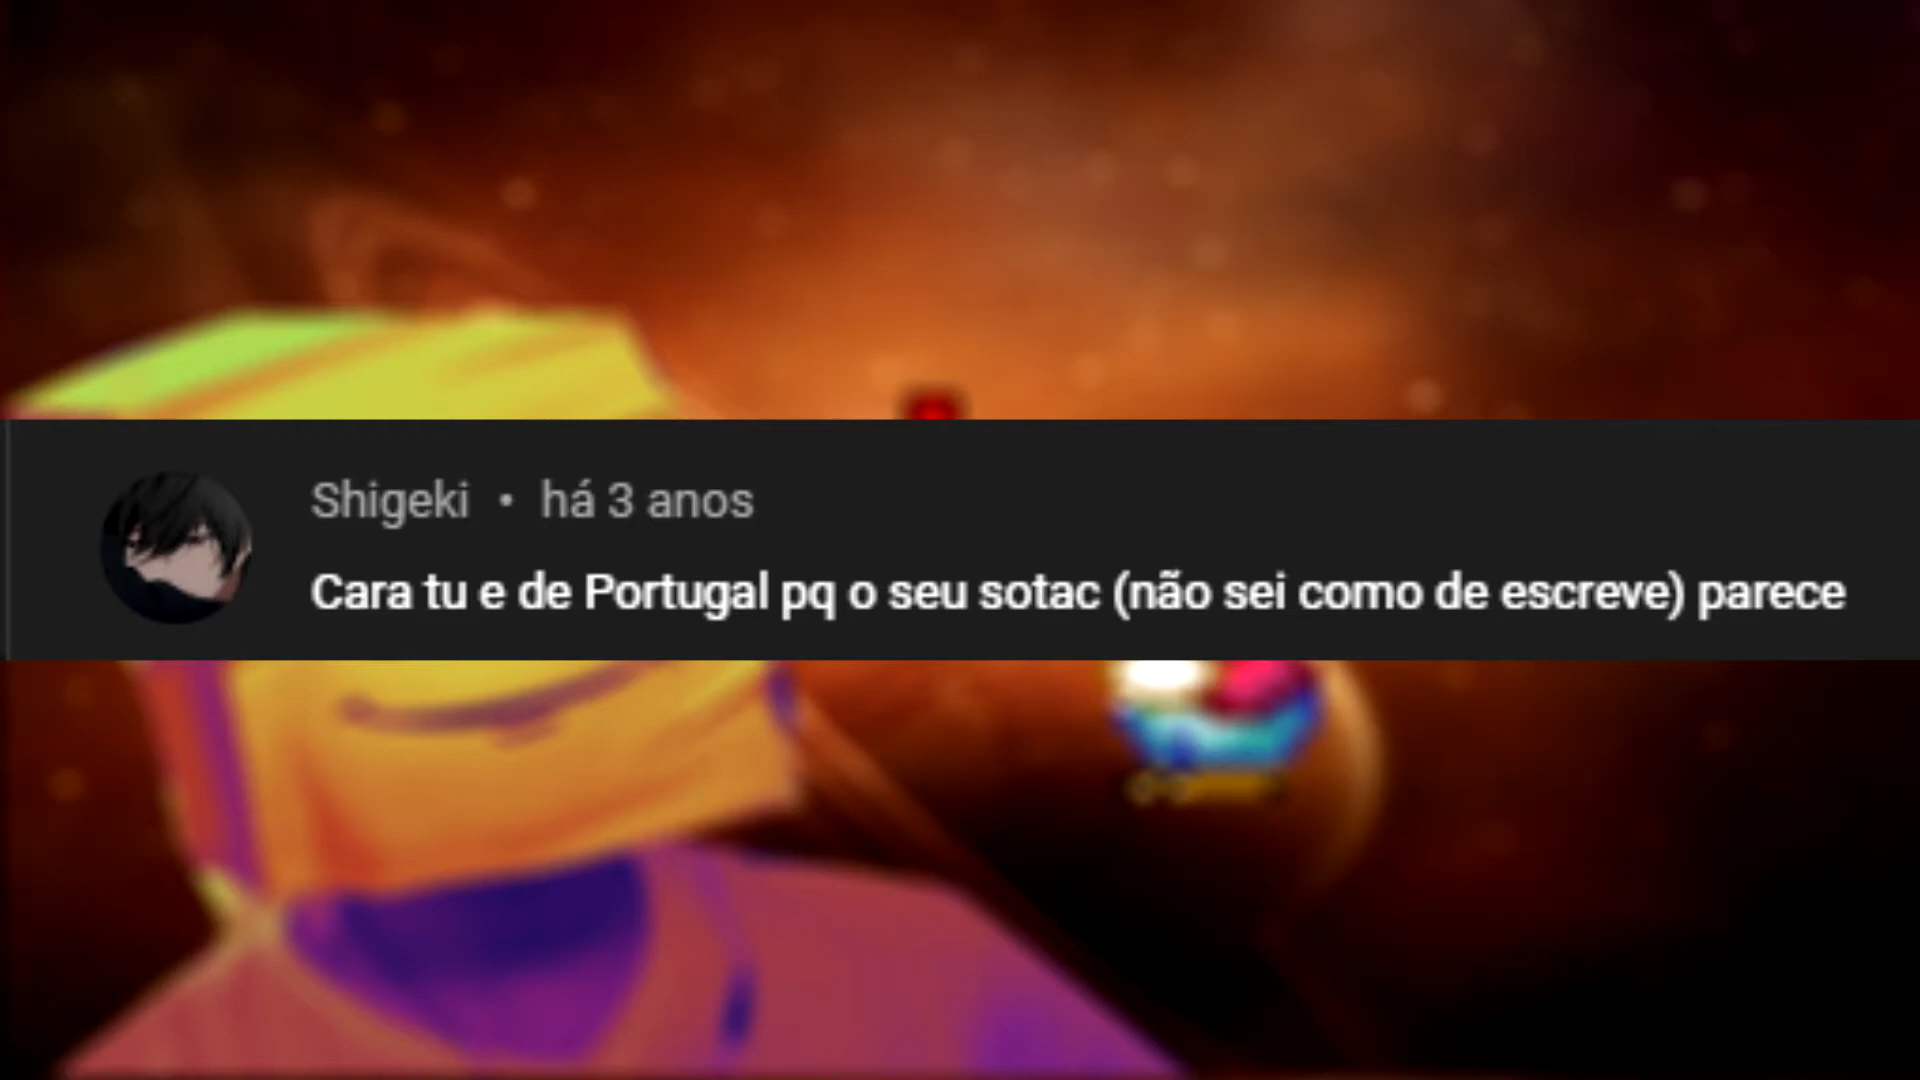 Shigeki • há 3 anos
Cara tu e de Portugal pq o seu sotac (não sei como de escreve) parece